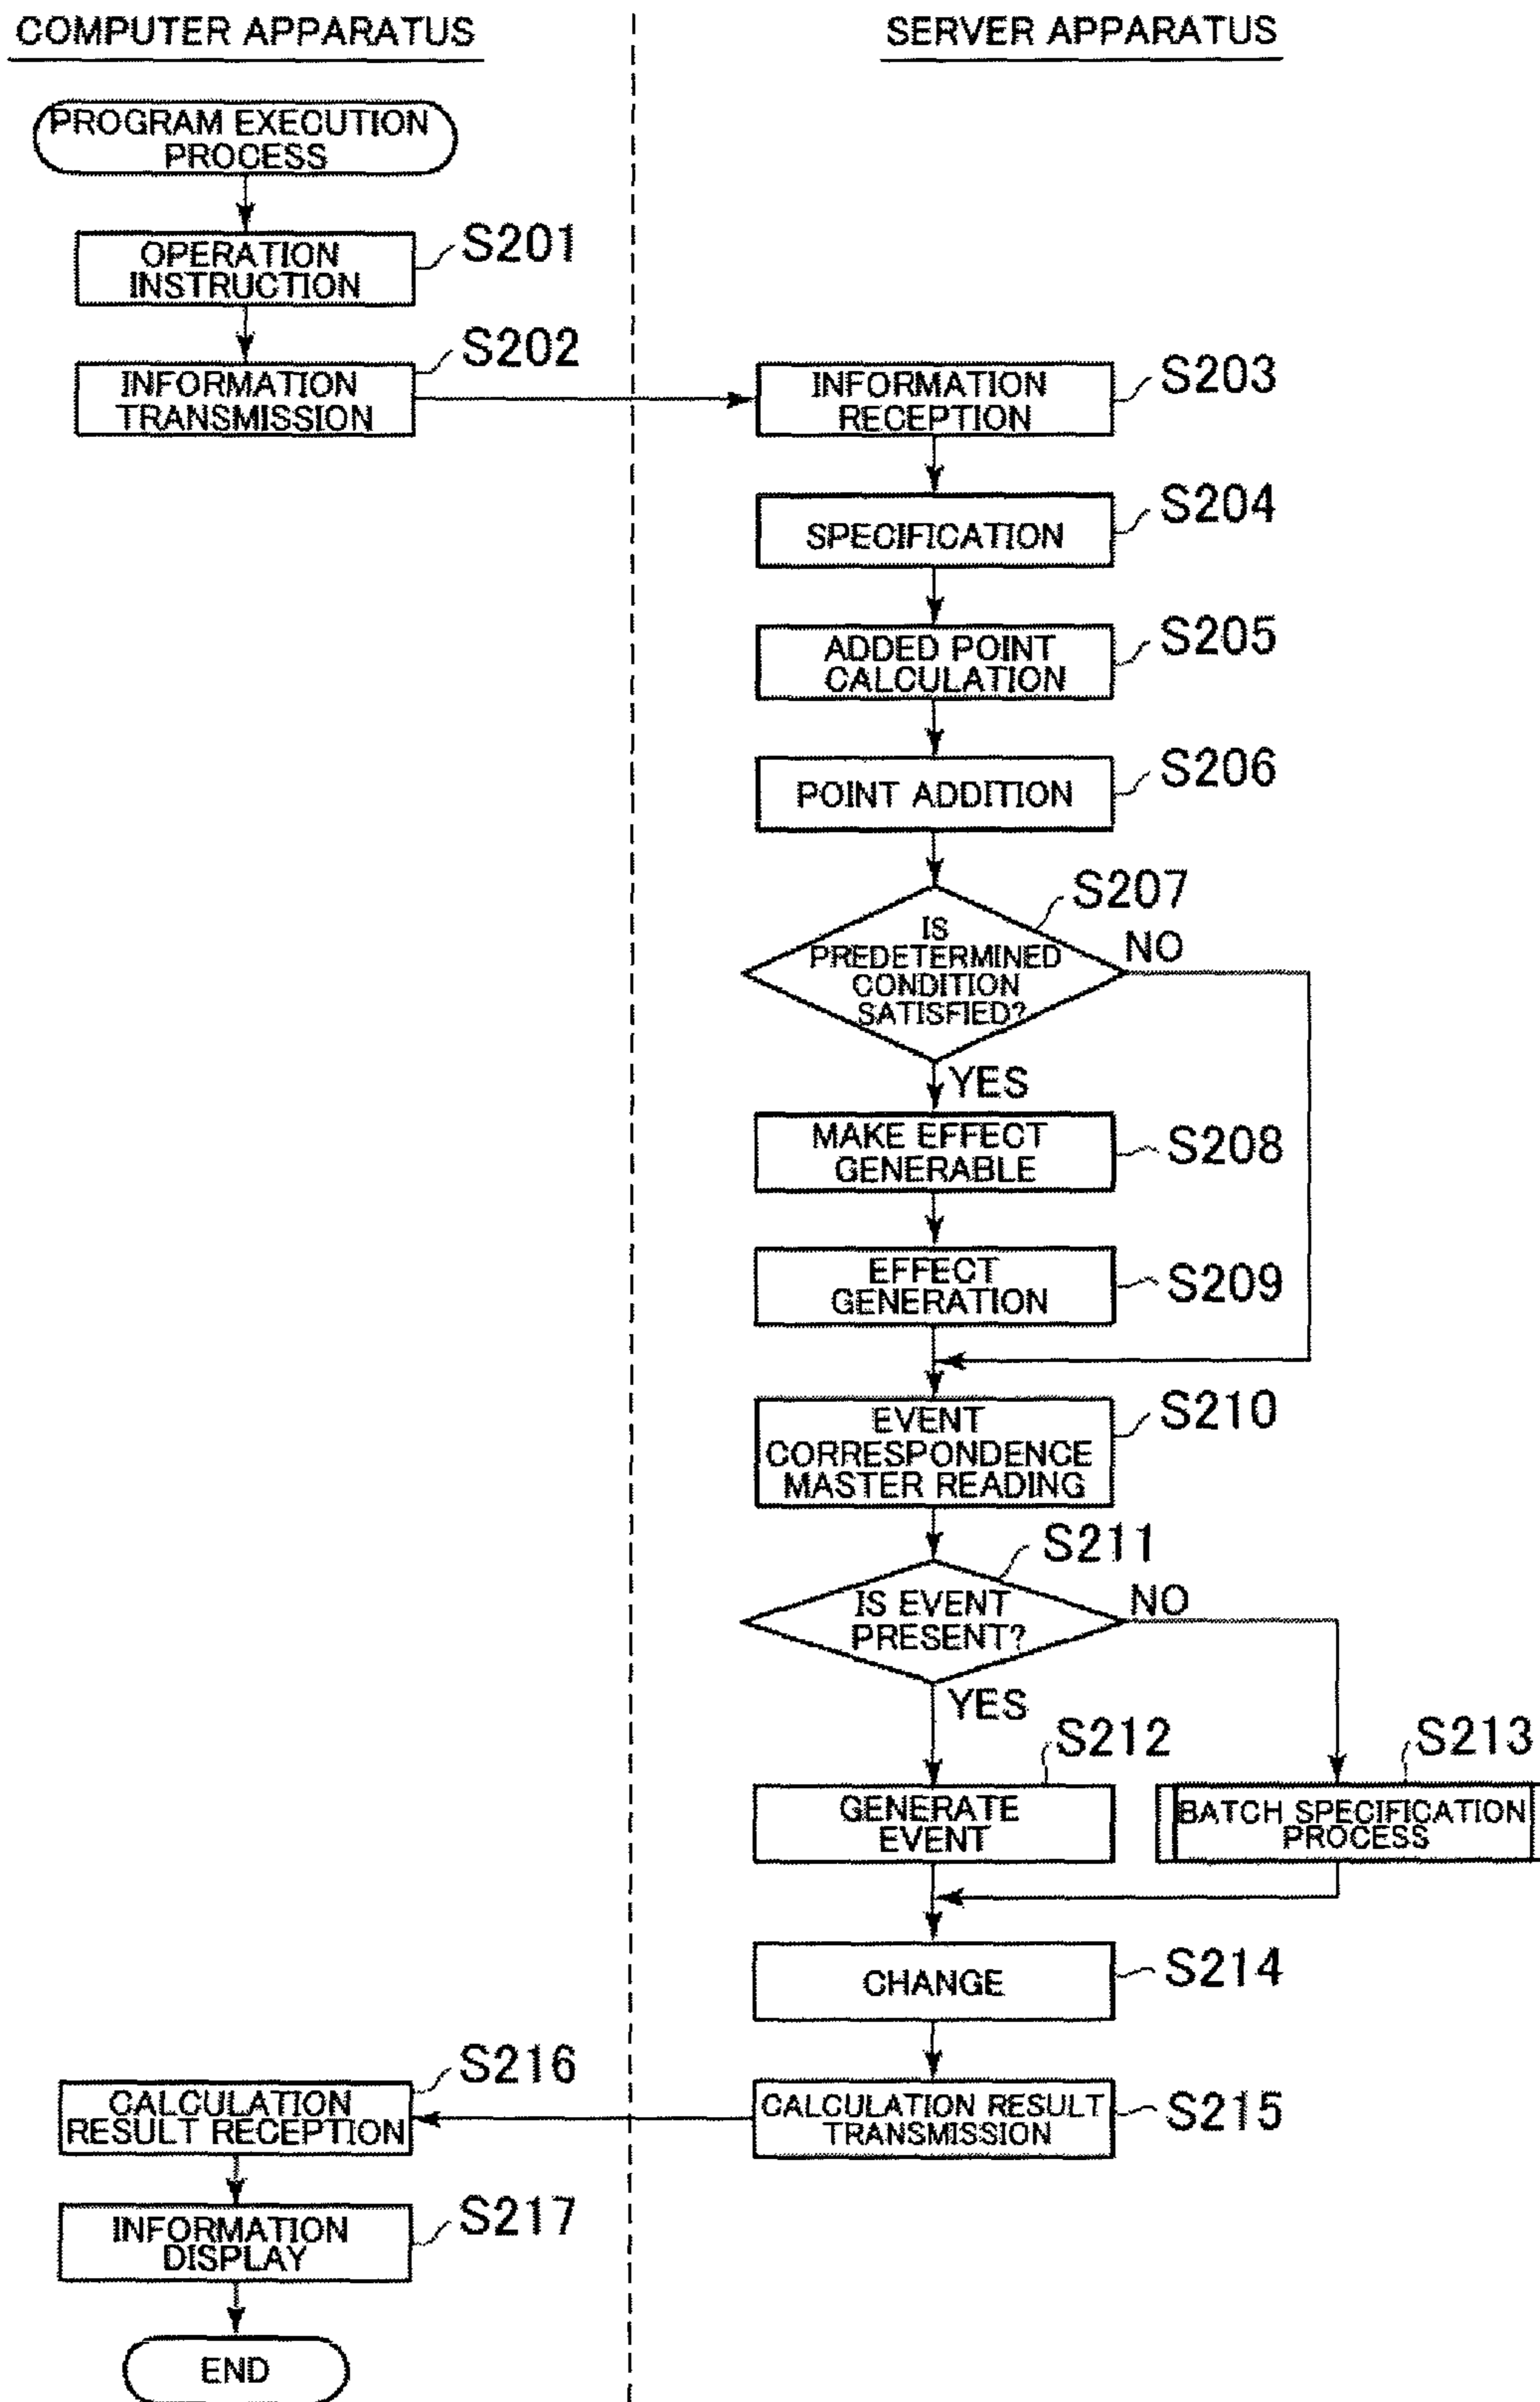 COMPUTER APPARATUS
SERVER APPARATUS
PROGRAM EXECUTION
PROCESS
S201
OPERATION
INSTRUCTION
S202
INFORMATION
TRANSMISSION
S203
INFORMATION
RECEPTION
S204
SPECIFICATION
S205
ADDED POINT
CALCULATION
S206
POINT ADDITION
S207
IS
PREDETERMINED
CONDITION
SATISFIED?
NO
YES
S208
MAKE EFFECT
GENERABLE
S209
EFFECT
GENERATION
S210
EVENT
CORRESPONDENCE
MASTER READING
S211
IS EVENT
PRESENT?
NO
YES
S212
GENERATE
EVENT
S213
BATCH SPECIFICATION
PROCESS
S214
CHANGE
S215
CALCULATION RESULT
TRANSMISSION
S216
CALCULATION
RESULT RECEPTION
S217
INFORMATION
DISPLAY
END